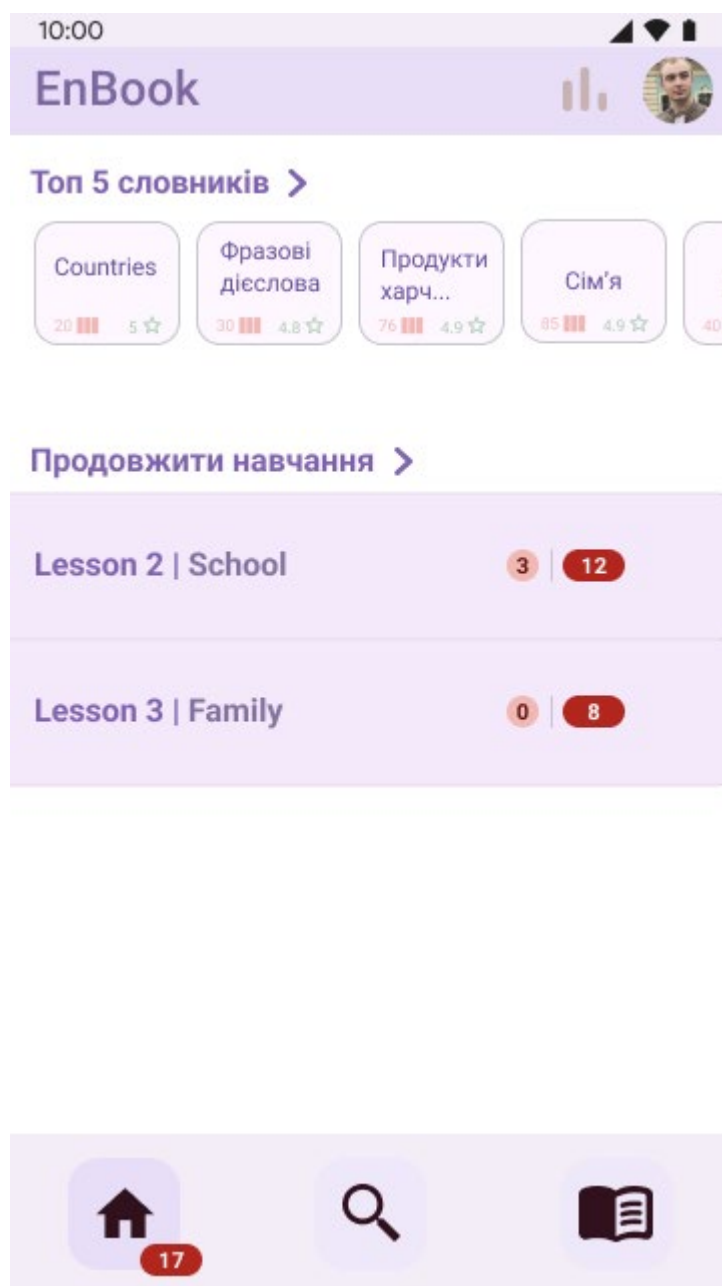 10:00
EnBook
Топ 5 словників
Countries
20 5
Фразові
дієслова
30 4.8
Продукти
харч...
76 4.9
Сім’я
85 4.9
40
Продовжити навчання
Lesson 2 | School 3 12
Lesson 3 | Family 0 8
17